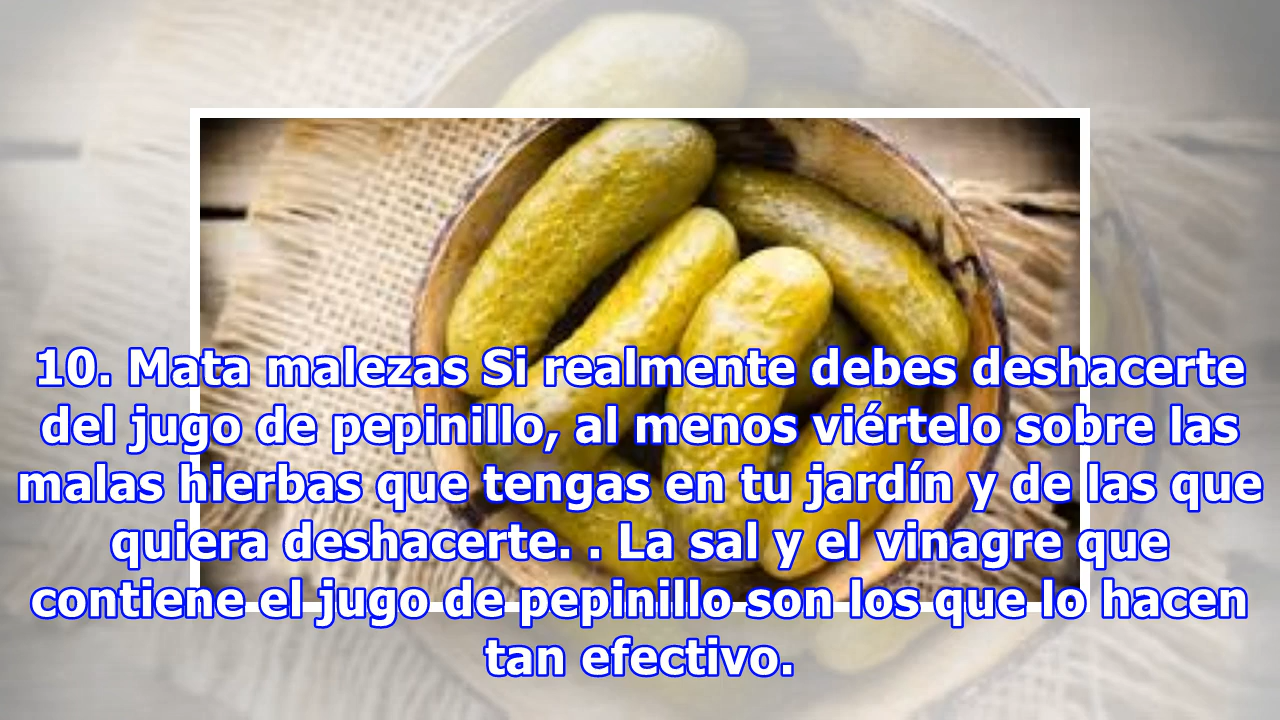 10. Mata malezas Si realmente debes deshacerte
del jugo de pepinillo, al menos viértelo sobre las
malas hierbas que tengas en tu jardín y de las que
quiera deshacerte. . La sal y el vinagre que
contiene el jugo de pepinillo son los que lo hacen
tan efectivo.